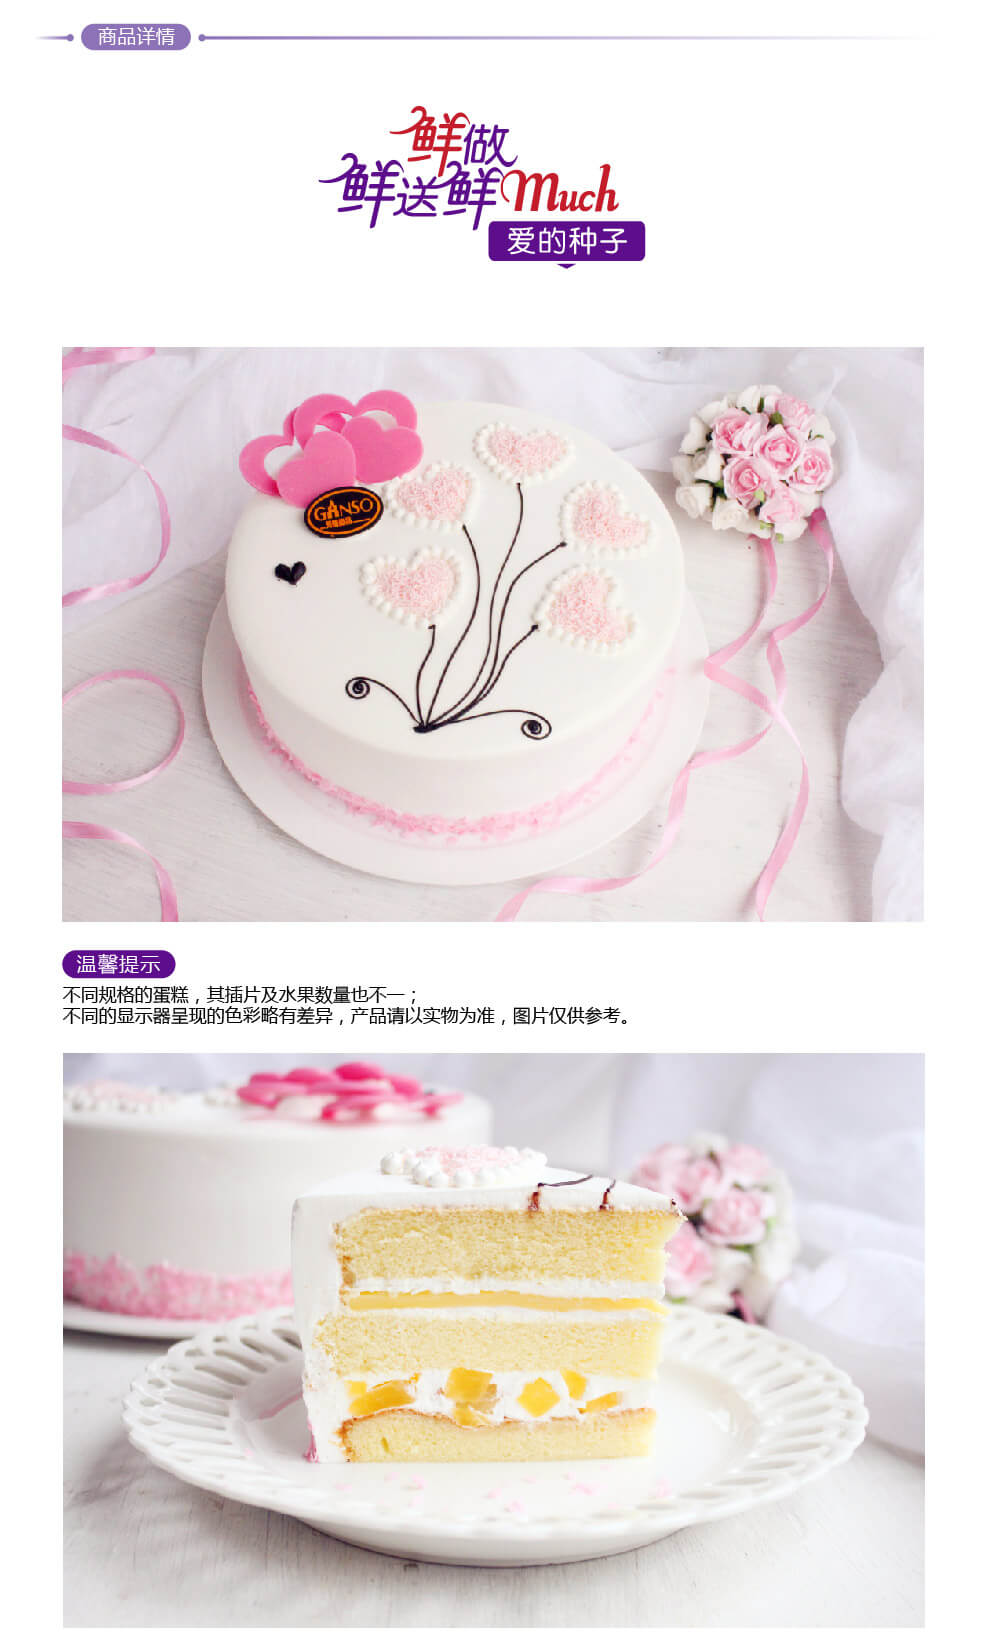 商品详情
鲜做
鲜送鲜Much
爱的种子
GANSO
温馨提示
不同规格的蛋糕，其插片及水果数量也不一；
不同的显示器呈现的色彩略有差异，产品请以实物为准，图片仅供参考。